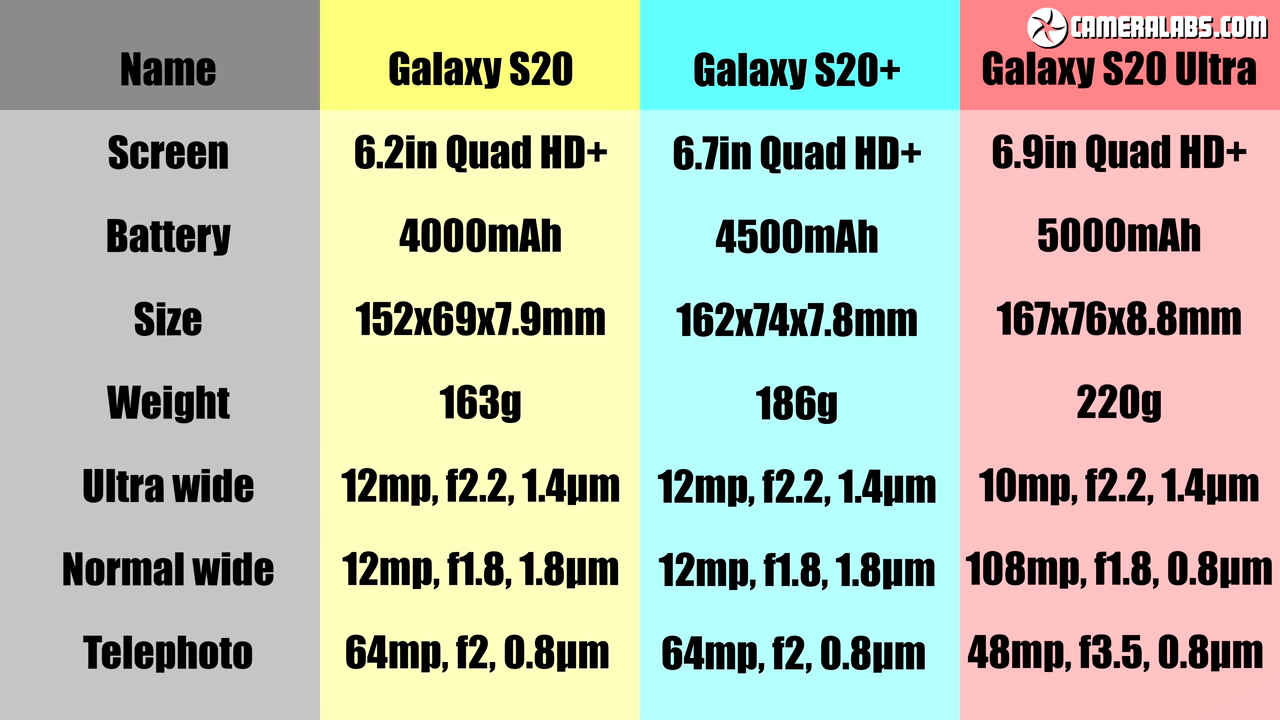 CAMERALABS.COM
Name Galaxy S20 Galaxy S20+ Galaxy S20 Ultra
Screen 6.2in Quad HD+ 6.7in Quad HD+ 6.9in Quad HD+
Battery 4000mAh 4500mAh 5000mAh
Size 152x69x7.9mm 162x74x7.8mm 167x76x8.8mm
Weight 163g 186g 220g
Ultra wide 12mp, f2.2, 1.4µm 12mp, f2.2, 1.4µm 10mp, f2.2, 1.4µm
Normal wide 12mp, f1.8, 1.8µm 12mp, f1.8, 1.8µm 108mp, f1.8, 0.8µm
Telephoto 64mp, f2, 0.8µm 64mp, f2, 0.8µm 48mp, f3.5, 0.8µm